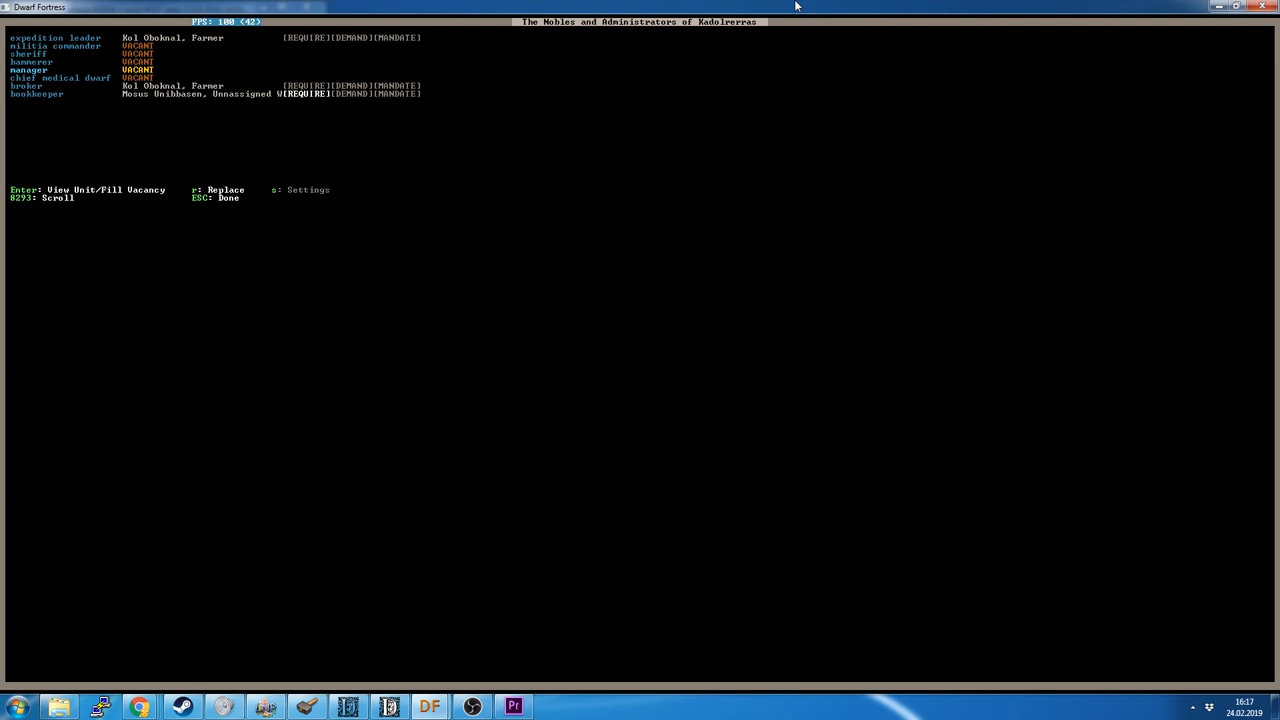 Dwarf Fortress
FPS: 100 (42)
The Nobles and Administrators of Kadolrerras
expedition leader Kol Oboknal, Farmer [REQUIRE][DEMAND][MANDATE]
militia commander VACANT
sheriff VACANT
hammerer VACANT
manager VACANT
chief medical dwarf VACANT
broker Kol Oboknal, Farmer [REQUIRE][DEMAND][MANDATE]
bookkeeper Mosus Unibbasen, Unnassigned W[REQUIRE][DEMAND][MANDATE]
Enter: View Unit/Fill Vacancy r: Replace s: Settings
8293: Scroll ESC: Done
DF
Pr
16:17
24.02.2019